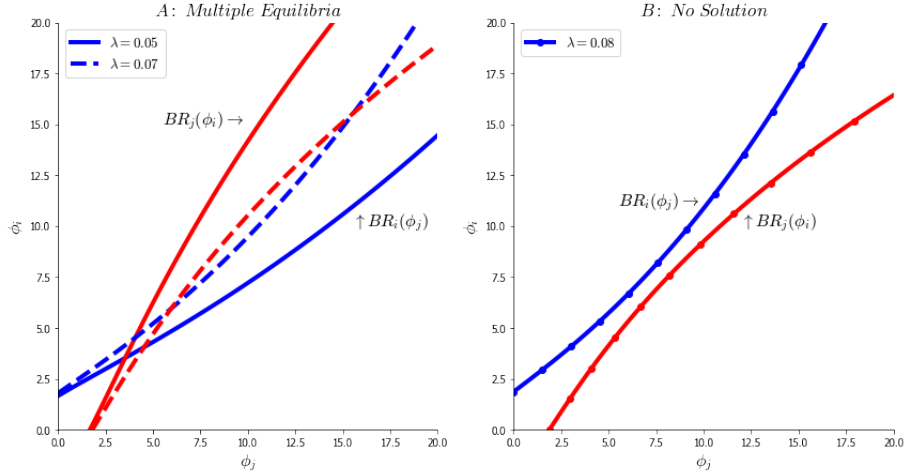 A: Multiple Equilibria
20.0
17.5
15.0
12.5
10.0
7.5
5.0
2.5
0.0
ϕ_i
λ = 0.05
λ = 0.07
BR_j(ϕ_i) →
↑ BR_i(ϕ_j)
0.0 2.5 5.0 7.5 10.0 12.5 15.0 17.5 20.0
ϕ_j
B: No Solution
20.0
17.5
15.0
12.5
10.0
7.5
5.0
2.5
0.0
ϕ_i
λ = 0.08
BR_i(ϕ_j) →
↑ BR_j(ϕ_i)
0.0 2.5 5.0 7.5 10.0 12.5 15.0 17.5 20.0
ϕ_j